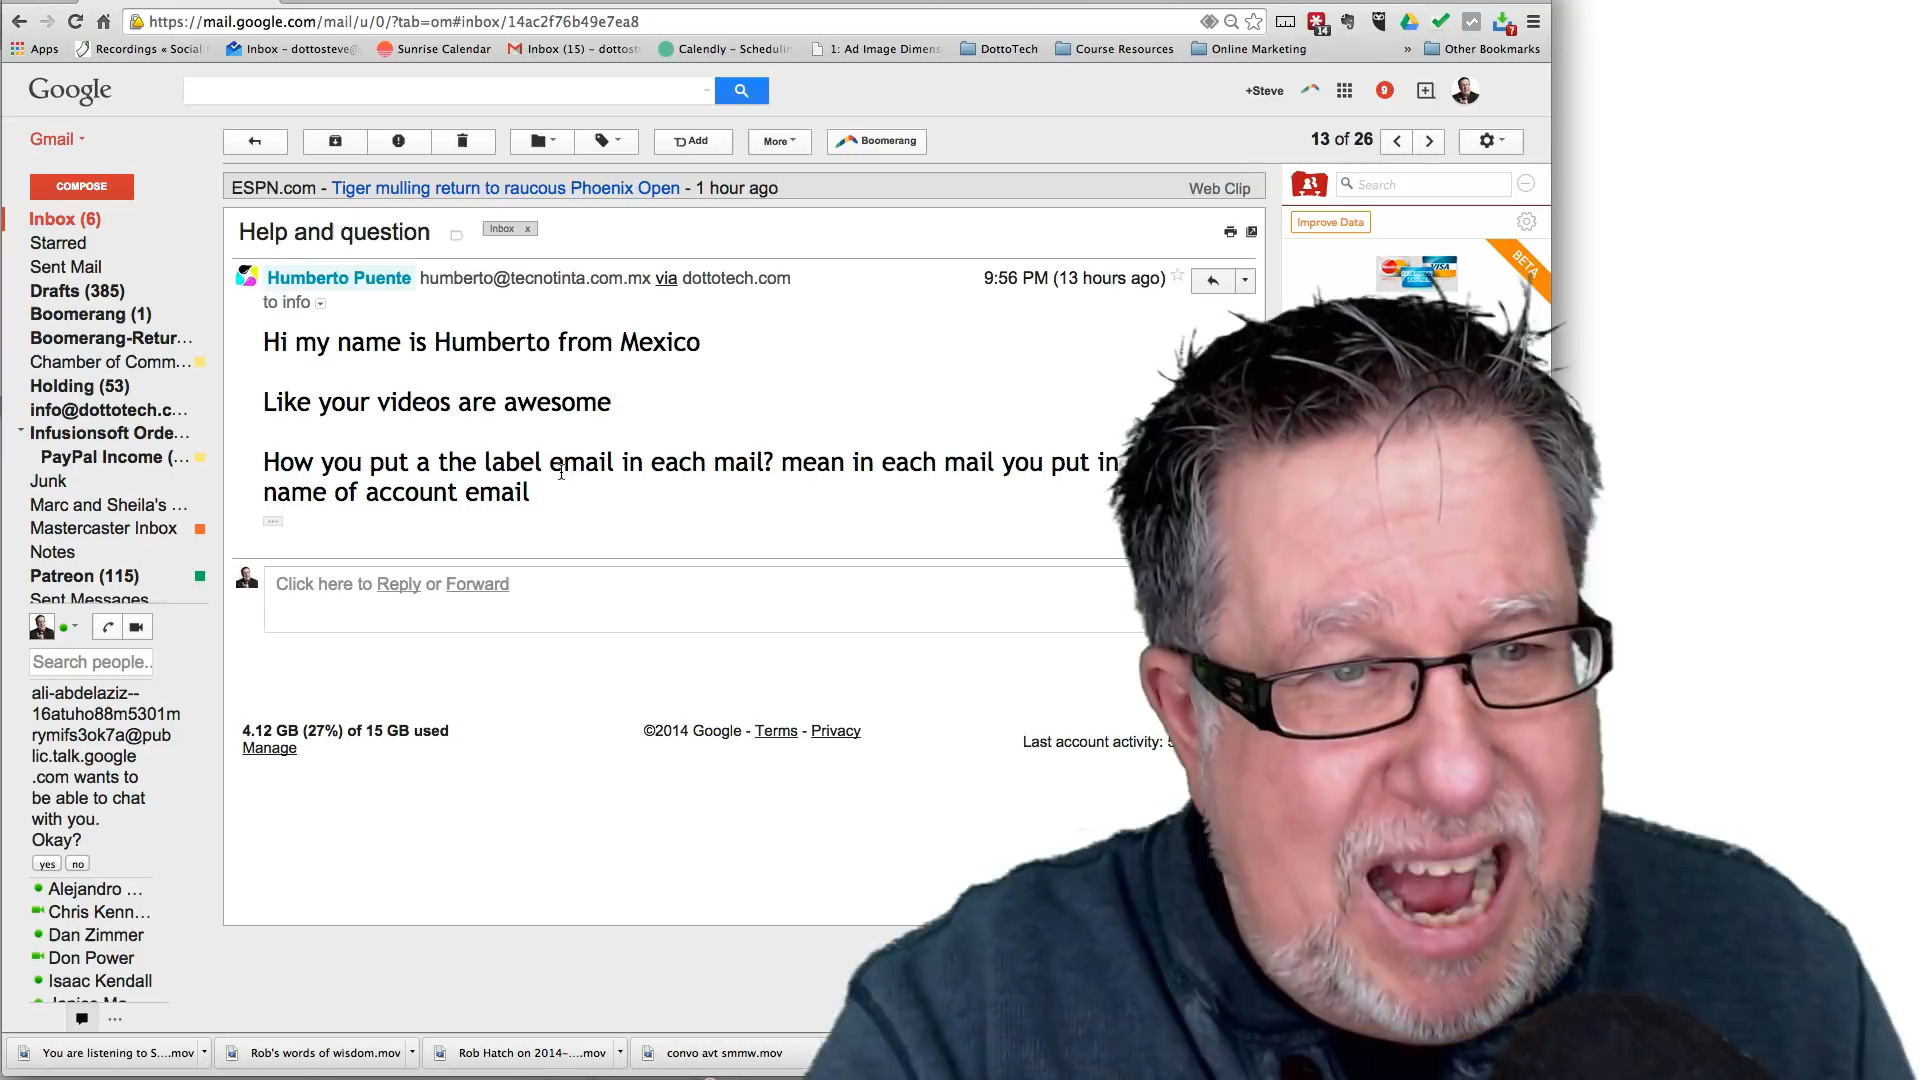 https://mail.google.com/mail/u/0/?tab=om#inbox/14ac2f76b49e7ea8
14
7
Apps
Recordings « Social
Inbox - dottosteve@
Sunrise Calendar
Inbox (15) - dottost
Calendly - Schedulin
1: Ad Image Dimens
DottoTech
Course Resources
Online Marketing
»
Other Bookmarks
Google
+Steve
9
Gmail
Add
More
Boomerang
13 of 26
COMPOSE
ESPN.com - Tiger mulling return to raucous Phoenix Open - 1 hour ago
Web Clip
Search
Improve Data
BETA
VISA
Inbox (6)
Starred
Sent Mail
Drafts (385)
Boomerang (1)
Boomerang-Retur...
Chamber of Comm...
Holding (53)
info@dottotech.c...
Infusionsoft Orde...
PayPal Income (...
Junk
Marc and Sheila's ...
Mastercaster Inbox
Notes
Patreon (115)
Sent Messages
Help and question
Inbox x
Humberto Puente humberto@tecnotinta.com.mx via dottotech.com
9:56 PM (13 hours ago)
to info
Hi my name is Humberto from Mexico
Like your videos are awesome
How you put a the label email in each mail? mean in each mail you put in
name of account email
...
Click here to Reply or Forward
4.12 GB (27%) of 15 GB used
Manage
©2014 Google - Terms - Privacy
Last account activity:
Search people..
ali-abdelaziz--
16atuho88m5301m
rymifs3ok7a@pub
lic.talk.google
.com wants to
be able to chat
with you.
Okay?
yes
no
Alejandro ...
Chris Kenn...
Dan Zimmer
Don Power
Isaac Kendall
...
You are listening to S....mov
Rob's words of wisdom.mov
Rob Hatch on 2014-....mov
convo avt smmw.mov